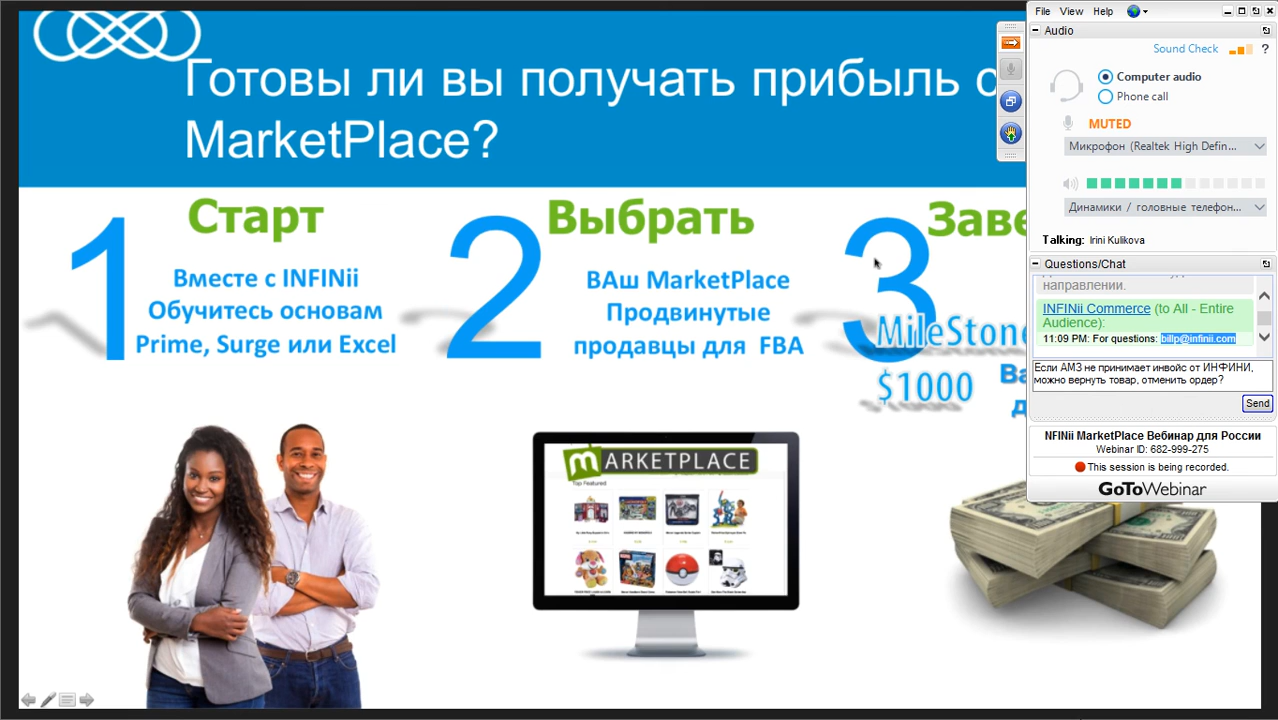 Готовы ли вы получать прибыль с
MarketPlace?
1
Старт
Вместе с INFINii
Обучитесь основам
Prime, Surge или Excel
2
Выбрать
ВАш MarketPlace
Продвинутые
продавцы для FBA
3
Заве
MileStone
$1000
Ва
д
mARKETPLACE
Top Featured
File View Help
Audio
Sound Check
?
Computer audio
Phone call
MUTED
Микрофон (Realtek High Defin...
Динамики / головные телефон...
Talking: Irini Kulikova
Questions/Chat
направлении.
INFINii Commerce (to All - Entire
Audience):
11:09 PM: For questions: billp@infinii.com
Если АМЗ не принимает инвойс от ИНФИНИ,
можно вернуть товар, отменить ордер?
Send
NFINii MarketPlace Вебинар для России
Webinar ID: 682-999-275
This session is being recorded.
GoToWebinar